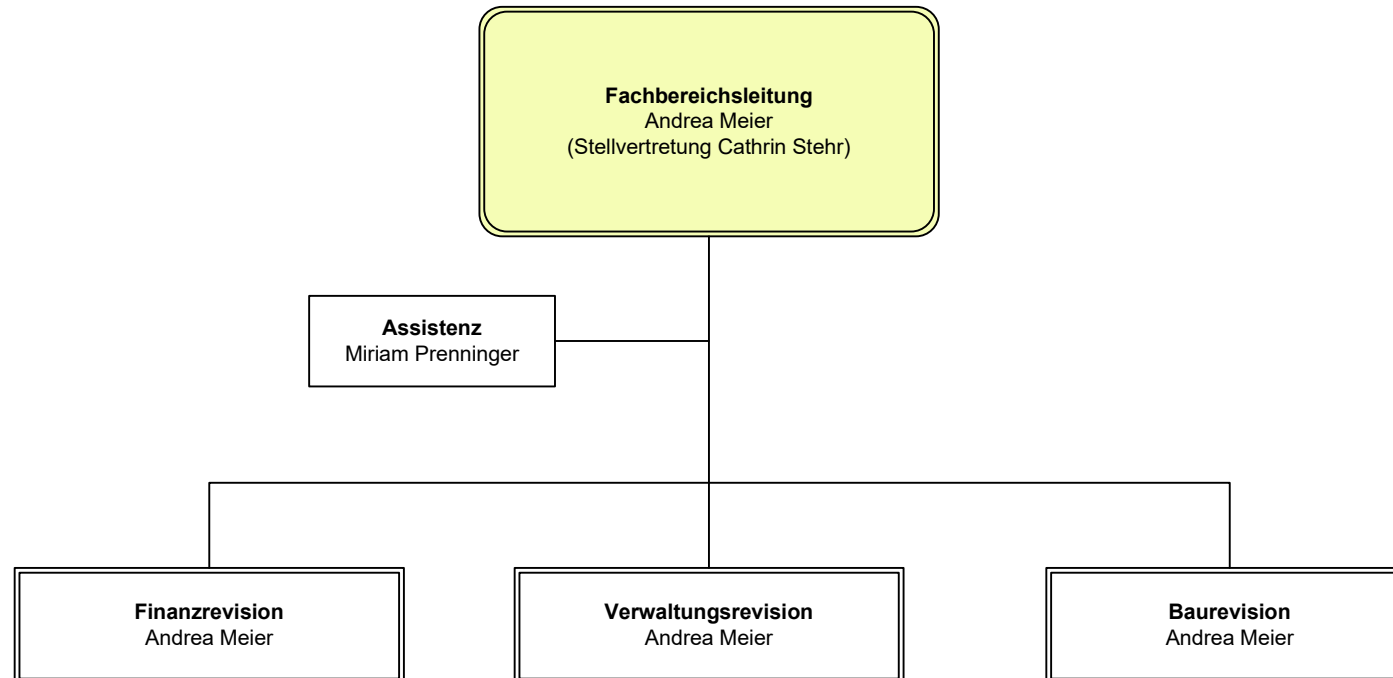 Fachbereichsleitung
Andrea Meier
(Stellvertretung Cathrin Stehr)
Assistenz
Miriam Prenninger
Finanzrevision
Andrea Meier
Verwaltungsrevision
Andrea Meier
Baurevision
Andrea Meier